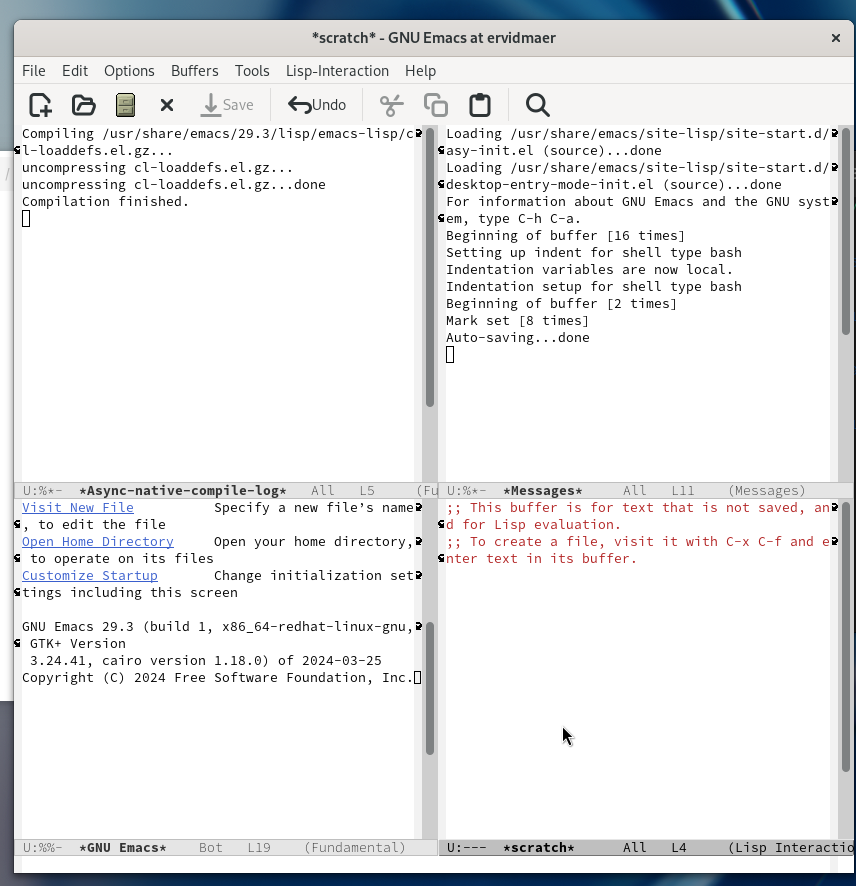 *scratch* - GNU Emacs at ervidmaer
File Edit Options Buffers Tools Lisp-Interaction Help
Save Undo
Compiling /usr/share/emacs/29.3/lisp/emacs-lisp/c
l-loaddefs.el.gz...
uncompressing cl-loaddefs.el.gz...
uncompressing cl-loaddefs.el.gz...done
Compilation finished.
U:%*- *Async-native-compile-log* All L5 (Fu
Loading /usr/share/emacs/site-lisp/site-start.d/
asy-init.el (source)...done
Loading /usr/share/emacs/site-lisp/site-start.d/
desktop-entry-mode-init.el (source)...done
For information about GNU Emacs and the GNU syst
em, type C-h C-a.
Beginning of buffer [16 times]
Setting up indent for shell type bash
Indentation variables are now local.
Indentation setup for shell type bash
Beginning of buffer [2 times]
Mark set [8 times]
Auto-saving...done
U:%*- *Messages* All L11 (Messages)
Visit New File Specify a new file’s name
, to edit the file
Open Home Directory Open your home directory,
to operate on its files
Customize Startup Change initialization set
tings including this screen
GNU Emacs 29.3 (build 1, x86_64-redhat-linux-gnu,
GTK+ Version
3.24.41, cairo version 1.18.0) of 2024-03-25
Copyright (C) 2024 Free Software Foundation, Inc.
U:%%- *GNU Emacs* Bot L19 (Fundamental)
;; This buffer is for text that is not saved, an
d for Lisp evaluation.
;; To create a file, visit it with C-x C-f and e
nter text in its buffer.
U:--- *scratch* All L4 (Lisp Interactio